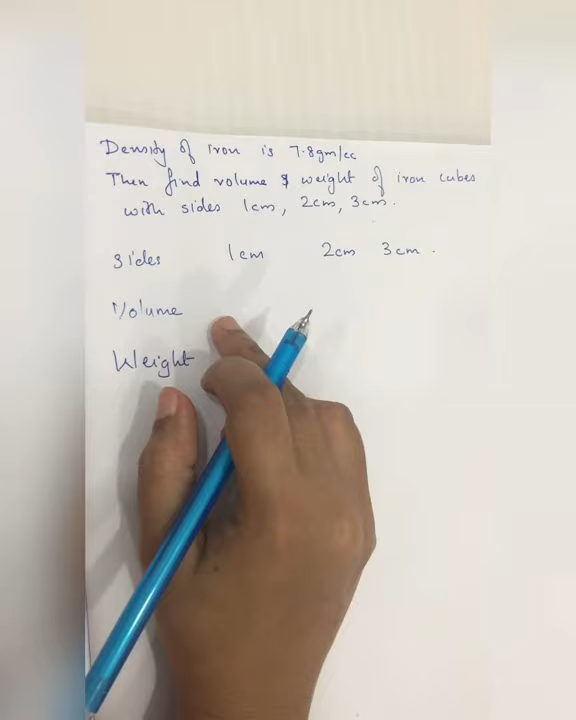 Density of iron is 7.8gm/cc
Then find volume & weight of iron cubes
with sides 1cm, 2cm, 3cm.
Sides 1cm 2cm 3cm.
Volume
Weight